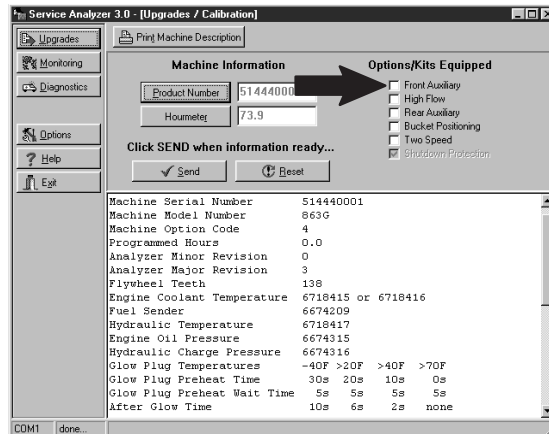 Service Analyzer 3.0 - [Upgrades / Calibration]
Upgrades
Print Machine Description
Monitoring
Diagnostics
Options
Help
Exit
Machine Information
Product Number 51444000
Hourmeter 73.9
Click SEND when information ready...
Send Reset
Options/Kits Equipped
Front Auxiliary
High Flow
Rear Auxiliary
Bucket Positioning
Two Speed
Shutdown Protection
Machine Serial Number 514440001
Machine Model Number 863G
Machine Option Code 4
Programmed Hours 0.0
Analyzer Minor Revision 0
Analyzer Major Revision 3
Flywheel Teeth 138
Engine Coolant Temperature 6718415 or 6718416
Fuel Sender 6674209
Hydraulic Temperature 6718417
Engine Oil Pressure 6674315
Hydraulic Charge Pressure 6674316
Glow Plug Temperatures -40F >20F >40F >70F
Glow Plug Preheat Time 30s 20s 10s 0s
Glow Plug Preheat Wait Time 5s 5s 5s 5s
After Glow Time 10s 6s 2s none
COM1 done...